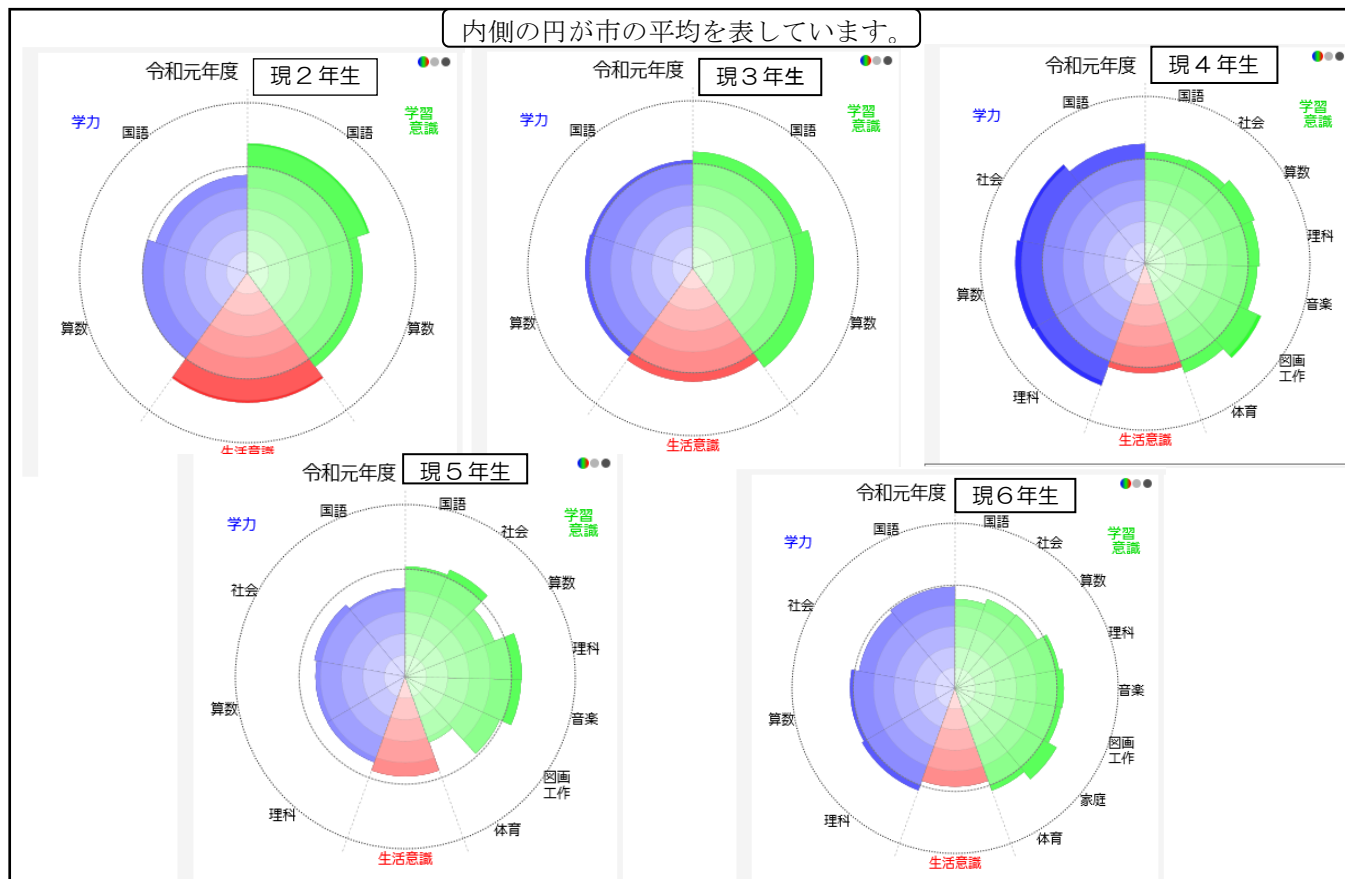 内側の円が市の平均を表しています。
令和元年度
現２年生
学力
学習
意識
国語
国語
算数
算数
生活意識
令和元年度
現３年生
学力
学習
意識
国語
国語
算数
算数
生活意識
令和元年度
現４年生
学力
学習
意識
国語
国語
社会
社会
算数
理科
算数
音楽
図画
工作
理科
体育
生活意識
令和元年度
現５年生
学力
学習
意識
国語
国語
社会
算数
社会
理科
算数
音楽
図画
工作
理科
体育
生活意識
令和元年度
現６年生
学力
学習
意識
国語
国語
社会
算数
社会
理科
音楽
算数
図画
工作
家庭
理科
体育
生活意識